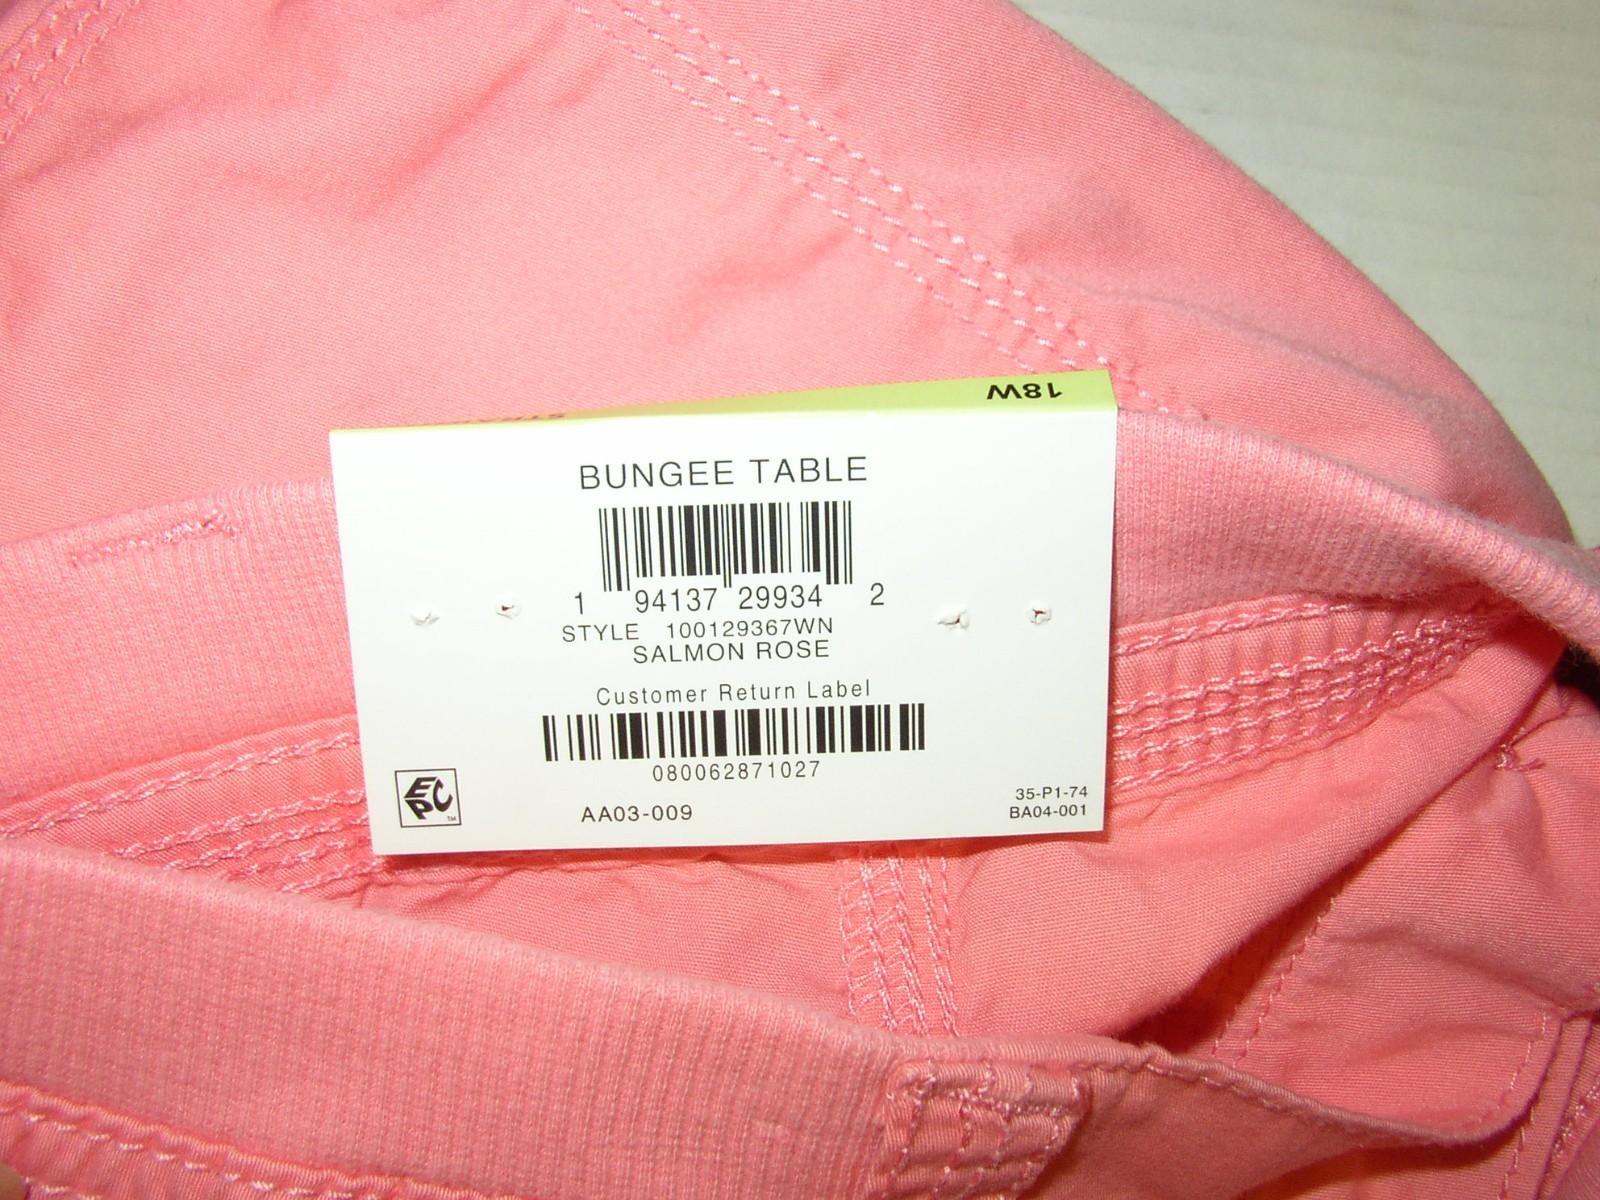 18W
BUNGEE TABLE
1 94137 29934 2
STYLE 100129367WN
SALMON ROSE
Customer Return Label
080062871027
EPC TM
AA03-009
35-P1-74
BA04-001